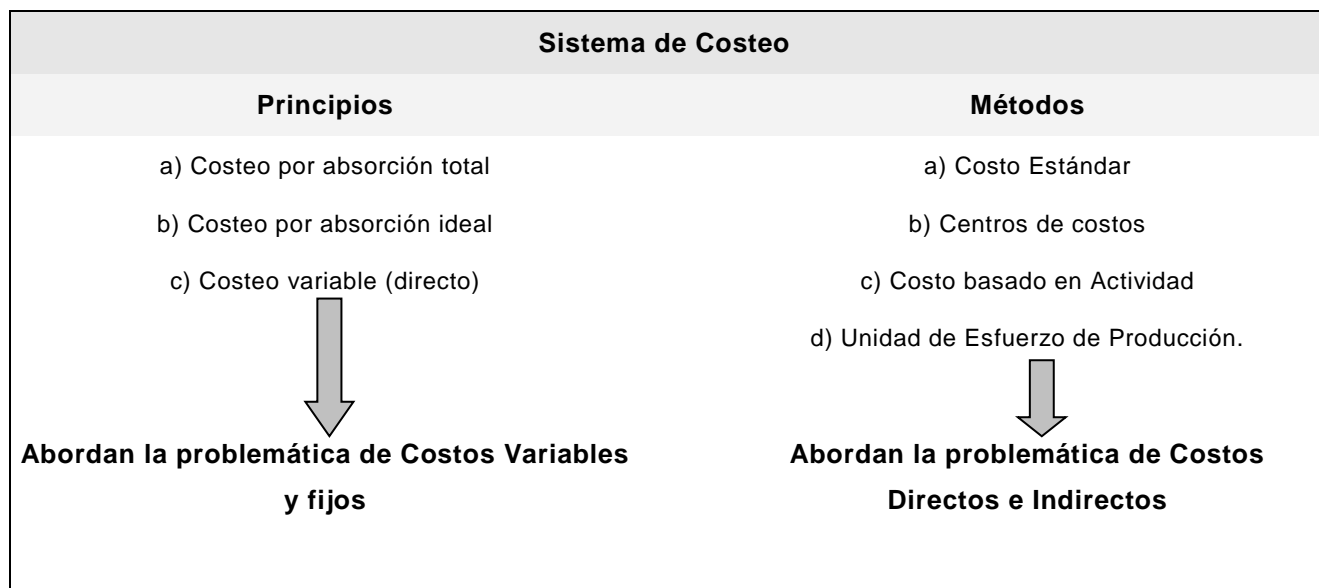 Sistema de Costeo
Principios
Métodos
a) Costeo por absorción total
b) Costeo por absorción ideal
c) Costeo variable (directo)
Abordan la problemática de Costos Variables
y fijos
a) Costo Estándar
b) Centros de costos
c) Costo basado en Actividad
d) Unidad de Esfuerzo de Producción.
Abordan la problemática de Costos
Directos e Indirectos